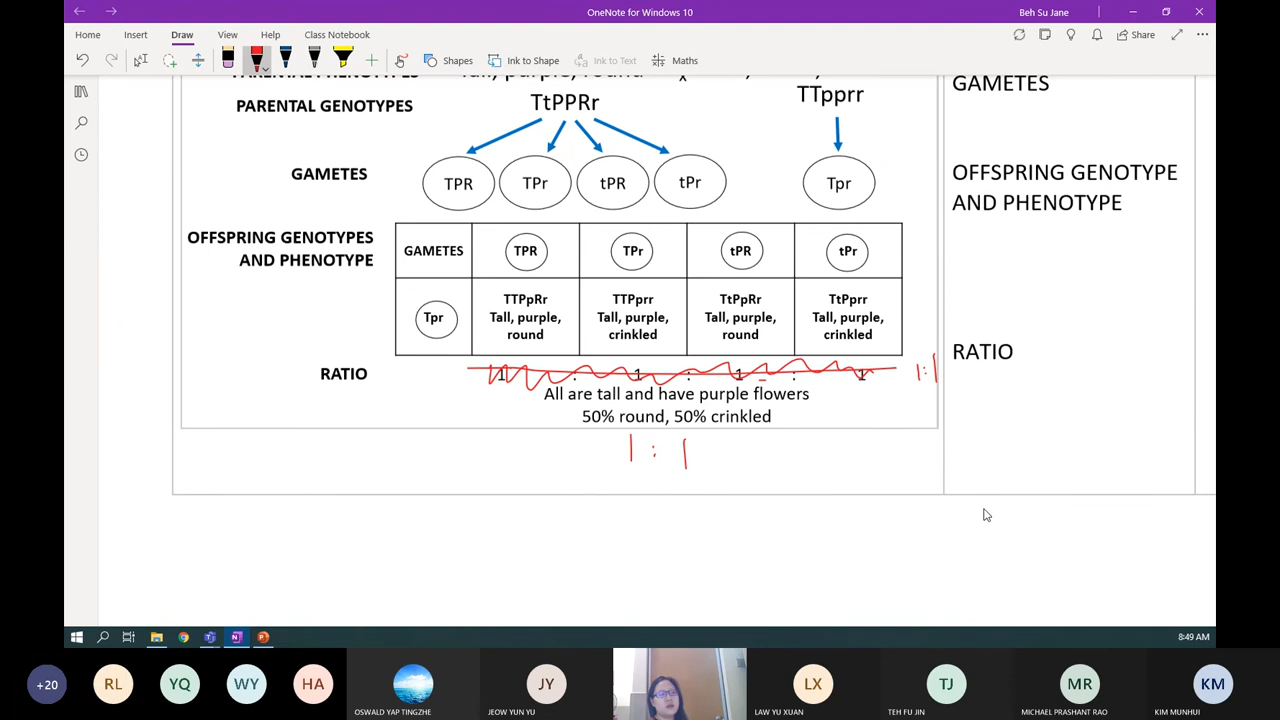 OneNote for Windows 10
Beh Su Jane
Home Insert Draw View Help Class Notebook
Share
Shapes
Ink to Shape
Ink to Text
Maths
PARENTAL PHENOTYPES
Tall, purple, round x
PARENTAL GENOTYPES
TtPPRr
TTpprr
GAMETES
TPR TPr tPR tPr
Tpr
OFFSPRING GENOTYPES
AND PHENOTYPE
GAMETES TPR TPr tPR tPr
Tpr
TTPpRr
Tall, purple,
round
TTPprr
Tall, purple,
crinkled
TtPpRr
Tall, purple,
round
TtPprr
Tall, purple,
crinkled
RATIO
1 : 1 : 1 : 1
1:1
All are tall and have purple flowers
50% round, 50% crinkled
1 : 1
GAMETES
OFFSPRING GENOTYPE
AND PHENOTYPE
RATIO
8:49 AM
+20 RL YQ WY HA JY LX TJ MR KM
OSWALD YAP TINGZHE
JEOW YUN YU
LAW YU XUAN
TEH FU JIN
MICHAEL PRASHANT RAO
KIM MUNHUI